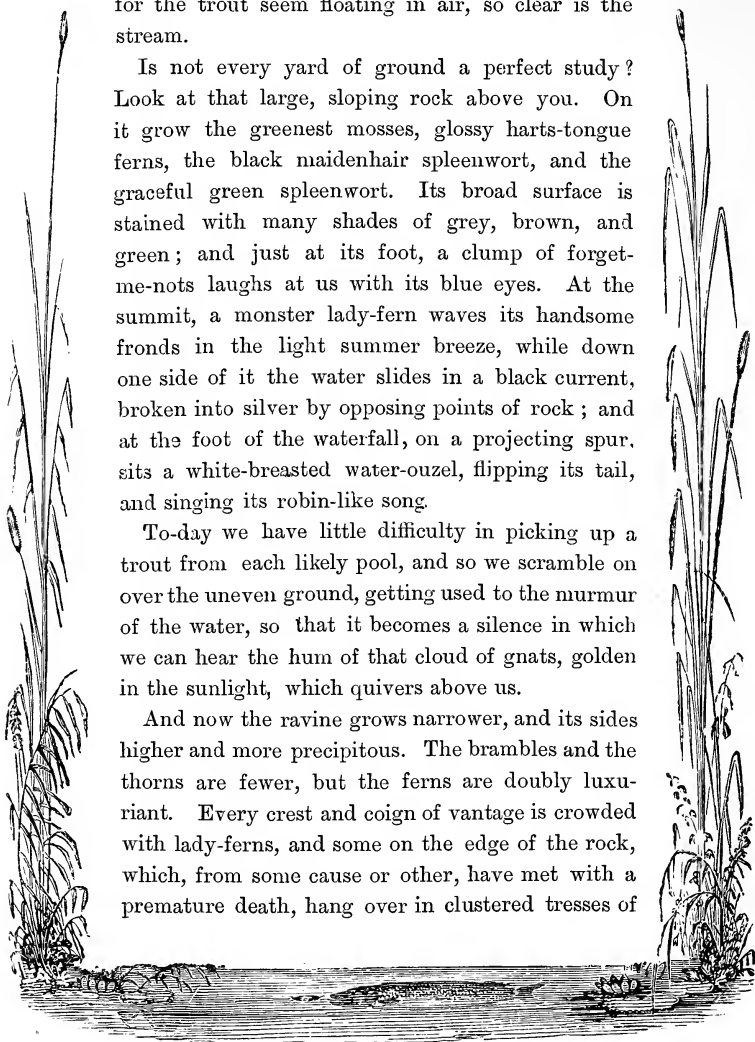 for the trout seem floating in air, so clear is the
stream.
Is not every yard of ground a perfect study?
Look at that large, sloping rock above you. On
it grow the greenest mosses, glossy harts-tongue
ferns, the black maidenhair spleenwort, and the
graceful green spleenwort. Its broad surface is
stained with many shades of grey, brown, and
green; and just at its foot, a clump of forget-
me-nots laughs at us with its blue eyes. At the
summit, a monster lady-fern waves its handsome
fronds in the light summer breeze, while down
one side of it the water slides in a black current,
broken into silver by opposing points of rock; and
at the foot of the waterfall, on a projecting spur,
sits a white-breasted water-ouzel, flipping its tail,
and singing its robin-like song.
To-day we have little difficulty in picking up a
trout from each likely pool, and so we scramble on
over the uneven ground, getting used to the murmur
of the water, so that it becomes a silence in which
we can hear the hum of that cloud of gnats, golden
in the sunlight, which quivers above us.
And now the ravine grows narrower, and its sides
higher and more precipitous. The brambles and the
thorns are fewer, but the ferns are doubly luxu-
riant. Every crest and coign of vantage is crowded
with lady-ferns, and some on the edge of the rock,
which, from some cause or other, have met with a
premature death, hang over in clustered tresses of